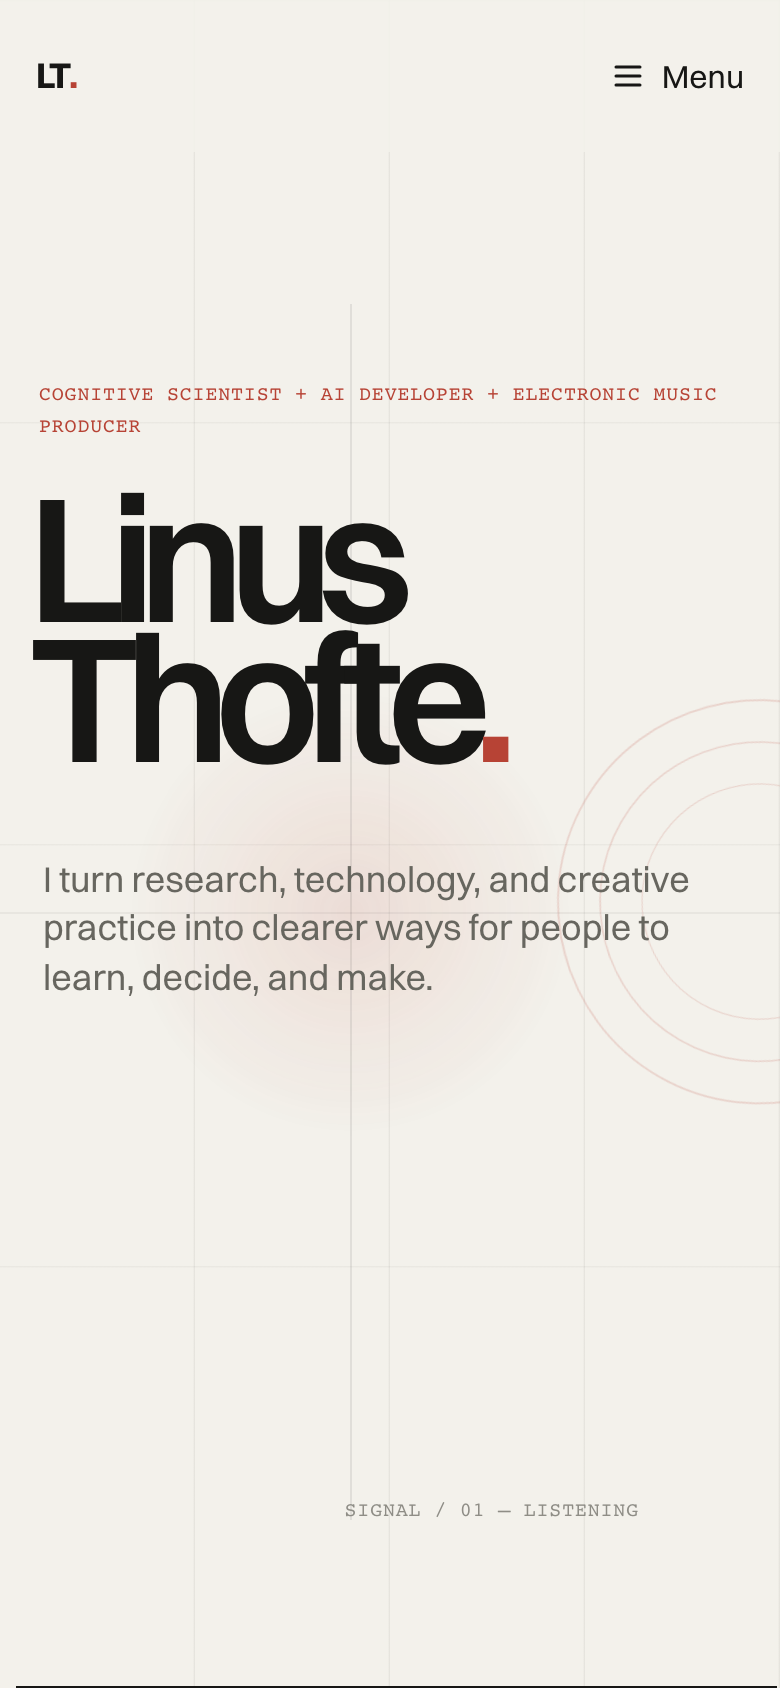 LT.
Menu
COGNITIVE SCIENTIST + AI DEVELOPER + ELECTRONIC MUSIC
PRODUCER
Linus
Thofte.
I turn research, technology, and creative
practice into clearer ways for people to
learn, decide, and make.
SIGNAL / 01 — LISTENING